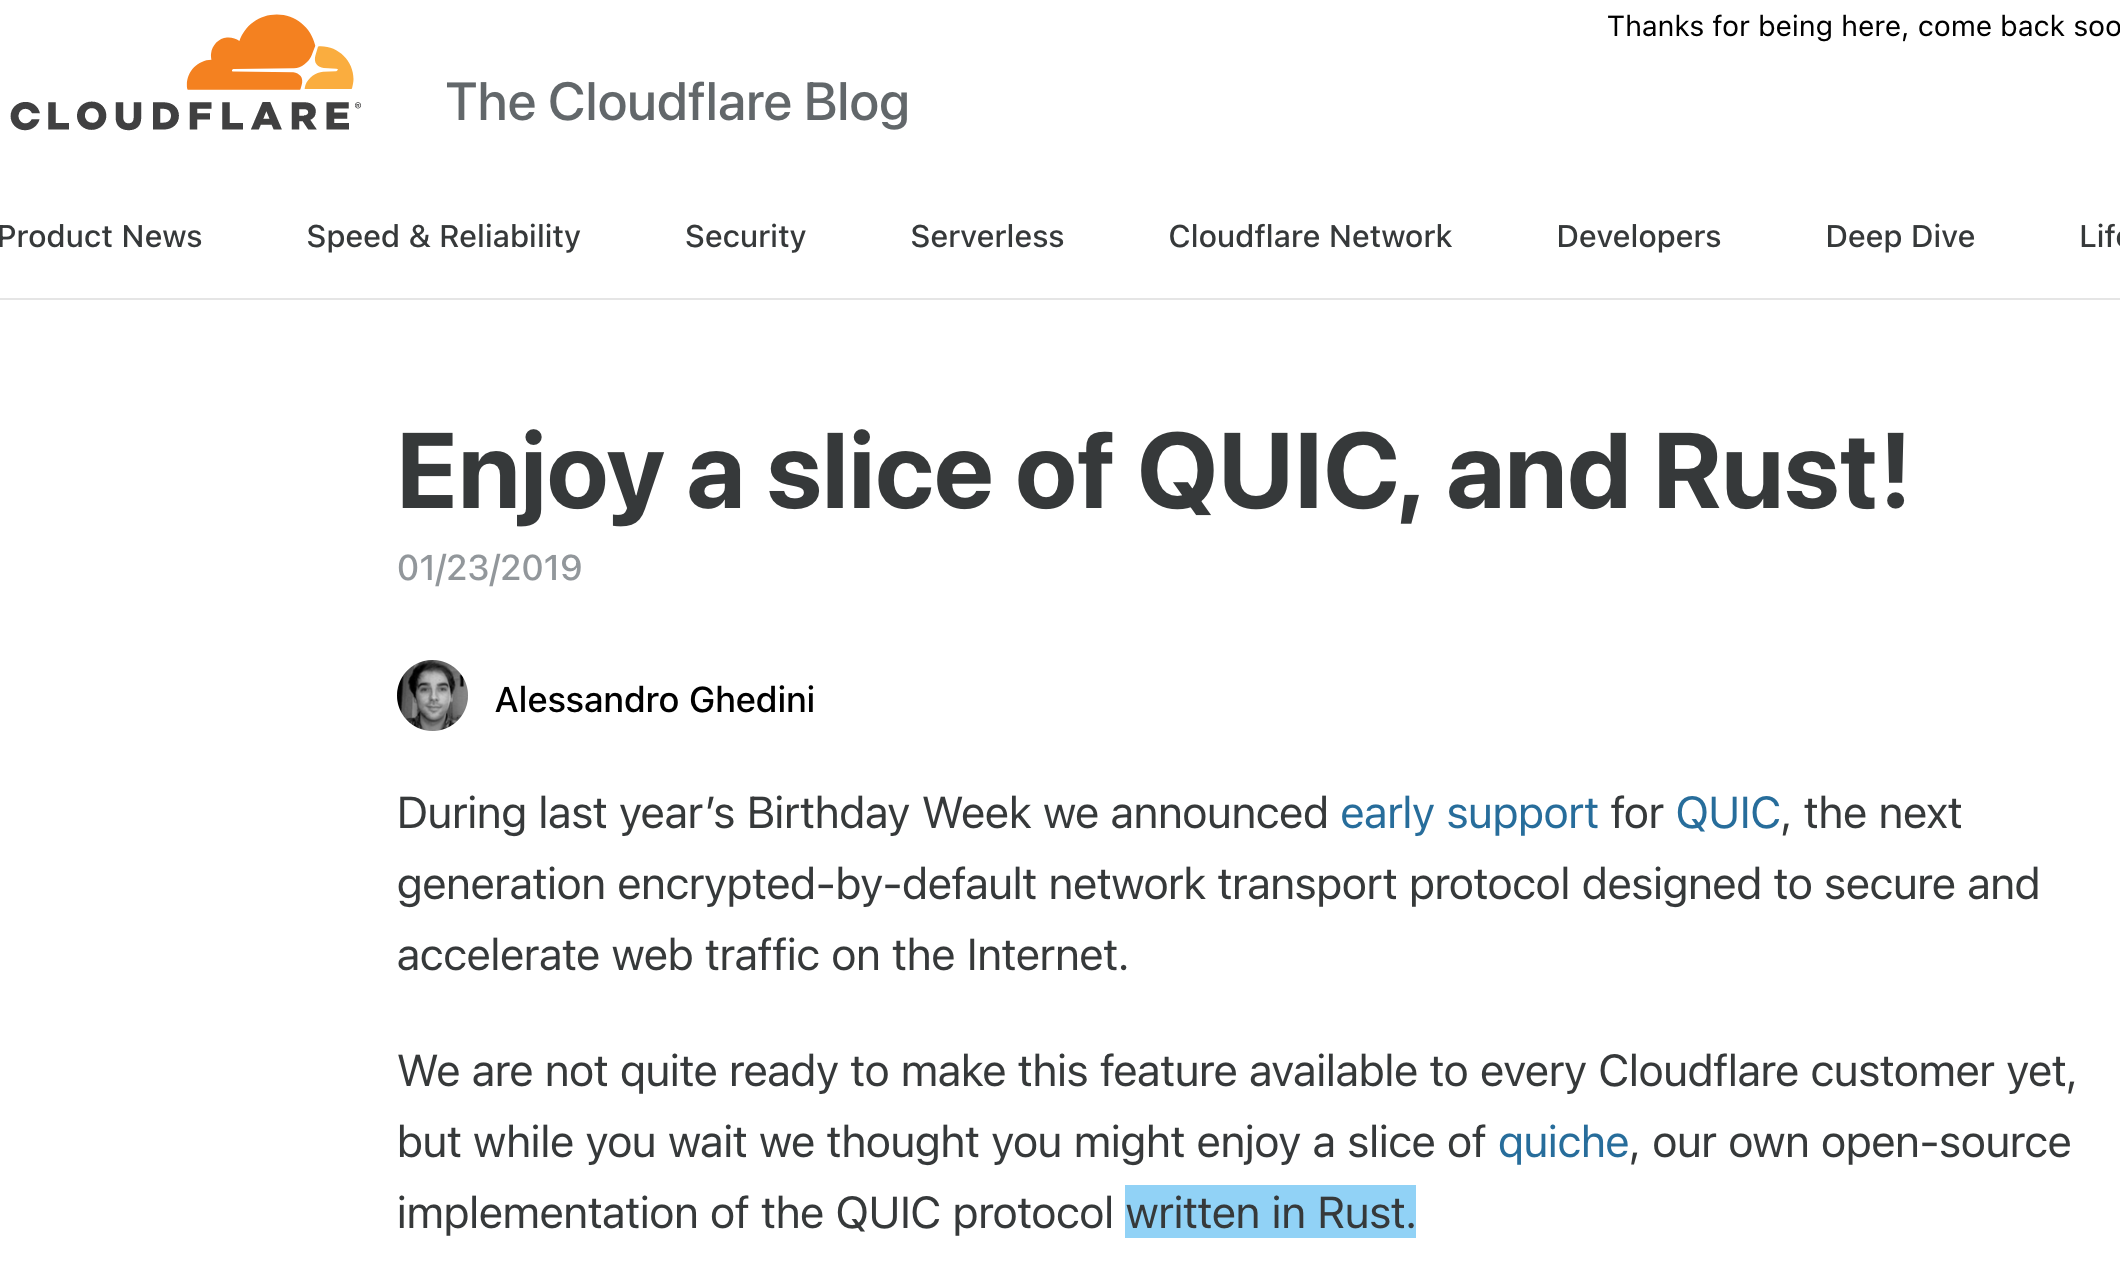 Thanks for being here, come back soo
CLOUDFLARE®
The Cloudflare Blog
Product News Speed & Reliability Security Serverless Cloudflare Network Developers Deep Dive Life
Enjoy a slice of QUIC, and Rust!
01/23/2019
Alessandro Ghedini
During last year’s Birthday Week we announced early support for QUIC, the next
generation encrypted-by-default network transport protocol designed to secure and
accelerate web traffic on the Internet.
We are not quite ready to make this feature available to every Cloudflare customer yet,
but while you wait we thought you might enjoy a slice of quiche, our own open-source
implementation of the QUIC protocol written in Rust.